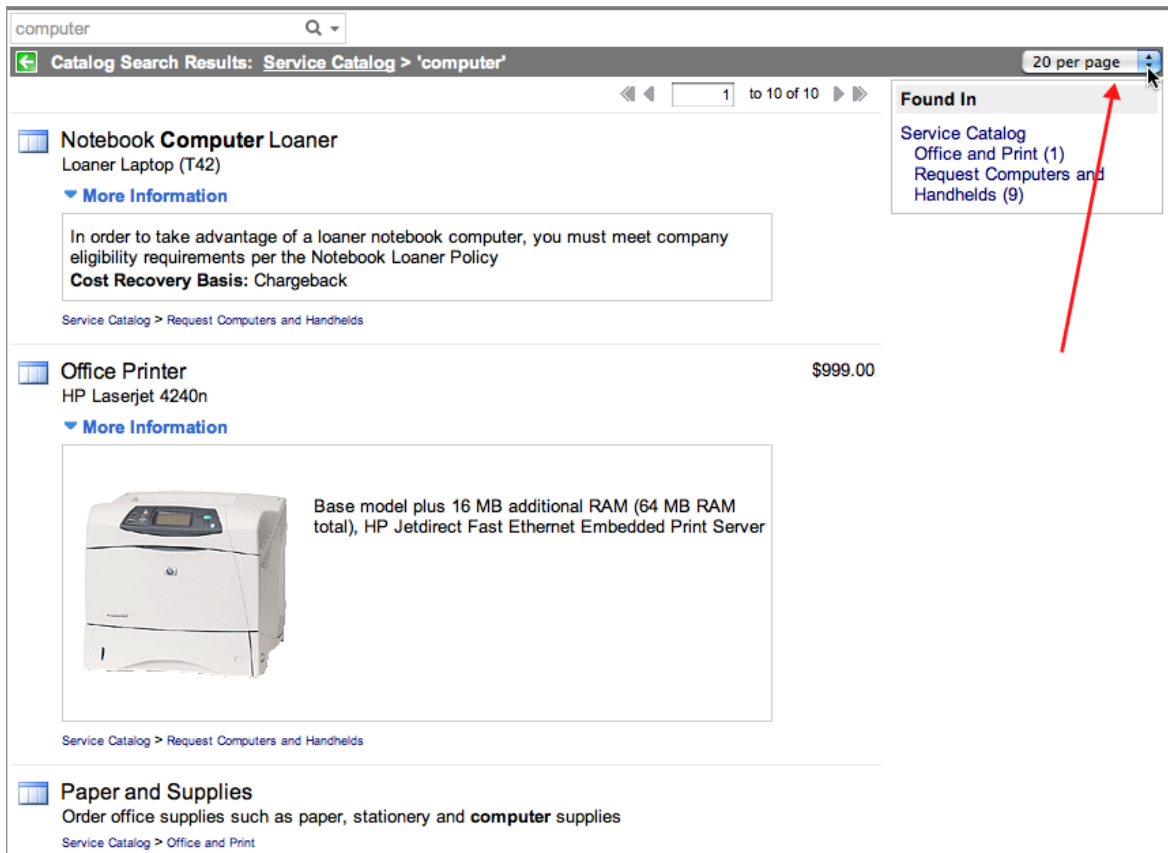 computer
Catalog Search Results: Service Catalog > 'computer'
20 per page
1 to 10 of 10
Found In
Service Catalog
Office and Print (1)
Request Computers and
Handhelds (9)
Notebook Computer Loaner
Loaner Laptop (T42)
More Information
In order to take advantage of a loaner notebook computer, you must meet company
eligibility requirements per the Notebook Loaner Policy
Cost Recovery Basis: Chargeback
Service Catalog > Request Computers and Handhelds
Office Printer
$999.00
HP Laserjet 4240n
More Information
Base model plus 16 MB additional RAM (64 MB RAM
total), HP Jetdirect Fast Ethernet Embedded Print Server
Service Catalog > Request Computers and Handhelds
Paper and Supplies
Order office supplies such as paper, stationery and computer supplies
Service Catalog > Office and Print